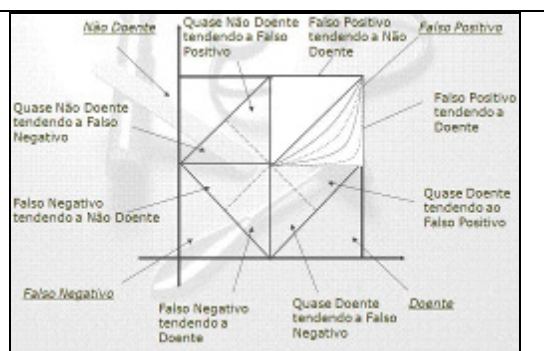 Não Doente
Quase Não Doente
tendendo a Falso
Positivo
Falso Positivo
tendendo a Não
Doente
Falso Positivo
Quase Não Doente
tendendo a Falso
Negativo
Falso Positivo
tendendo a
Doente
Falso Negativo
tendendo a Não Doente
Quase Doente
tendendo ao
Falso Positivo
Falso Negativo
Falso Negativo
tendendo a
Doente
Quase Doente
tendendo a Falso
Negativo
Doente